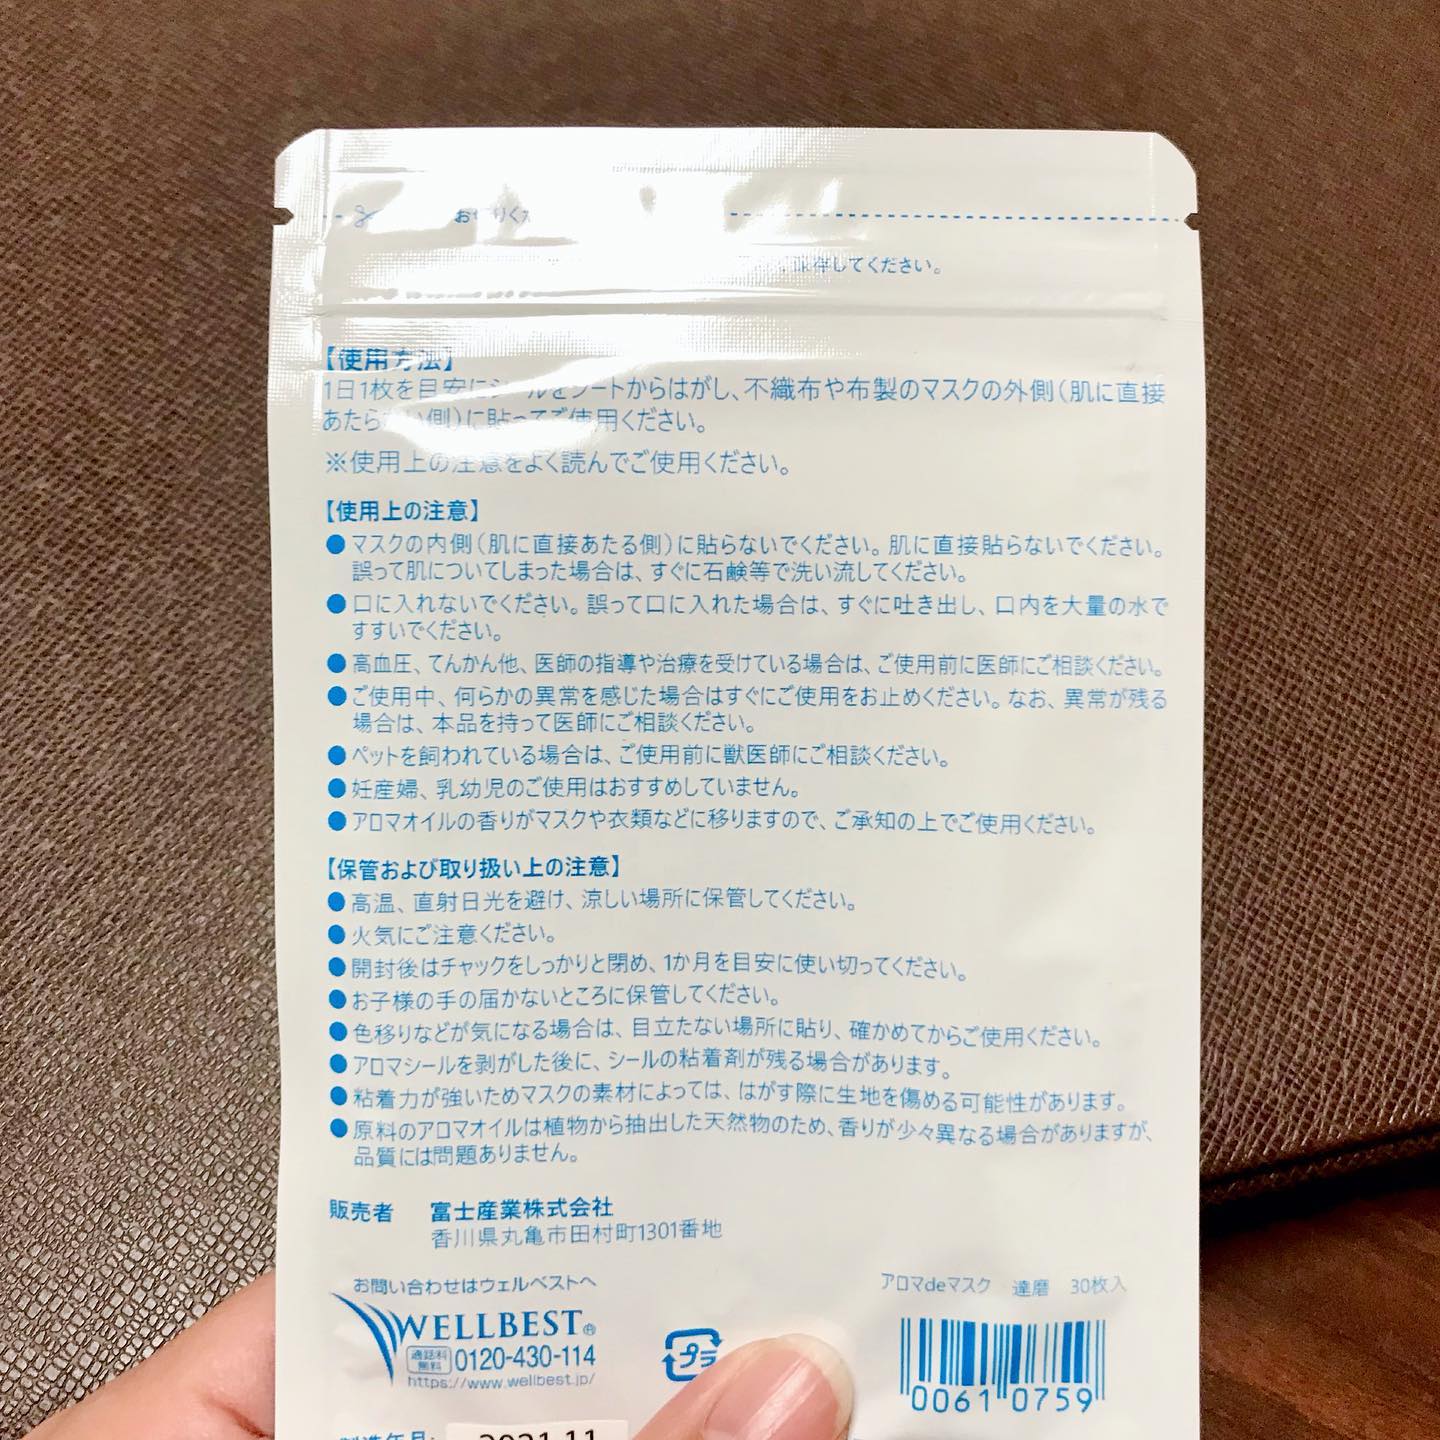 保存してください。
【使用方法】
1日1枚を目安にシールをシートからはがし、不織布や布製のマスクの外側（肌に直接
あたらない側）に貼ってご使用ください。
※使用上の注意をよく読んでご使用ください。
【使用上の注意】
●マスクの内側（肌に直接あたる側）に貼らないでください。肌に直接貼らないでください。
誤って肌についてしまった場合は、すぐに石鹸等で洗い流してください。
●口に入れないでください。誤って口に入れた場合は、すぐに吐き出し、口内を大量の水で
すすいでください。
●高血圧、てんかん他、医師の指導や治療を受けている場合は、ご使用前に医師にご相談ください。
●ご使用中、何らかの異常を感じた場合はすぐにご使用をお止めください。なお、異常が残る
場合は、本品を持って医師にご相談ください。
●ペットを飼われている場合は、ご使用前に獣医師にご相談ください。
●妊産婦、乳幼児のご使用はおすすめしていません。
●アロマオイルの香りがマスクや衣類などに移りますので、ご承知の上でご使用ください。
【保管および取り扱い上の注意】
●高温、直射日光を避け、涼しい場所に保管してください。
●火気にご注意ください。
●開封後はチャックをしっかりと閉め、1か月を目安に使い切ってください。
●お子様の手の届かないところに保管してください。
●色移りなどが気になる場合は、目立たない場所に貼り、確かめてからご使用ください。
●アロマシールを剥がした後に、シールの粘着剤が残る場合があります。
●粘着力が強いためマスクの素材によっては、はがす際に生地を傷める可能性があります。
●原料のアロマオイルは植物から抽出した天然物のため、香りが少々異なる場合がありますが、
品質には問題ありません。
販売者 富士産業株式会社
香川県丸亀市田村町1301番地
お問い合わせはウェルベストへ
WELLBEST®
通話料無料 0120-430-114
https://www.wellbest.jp/
プラ
アロマdeマスク 達磨 30枚入
0061 0759
製造年月: 2021.11